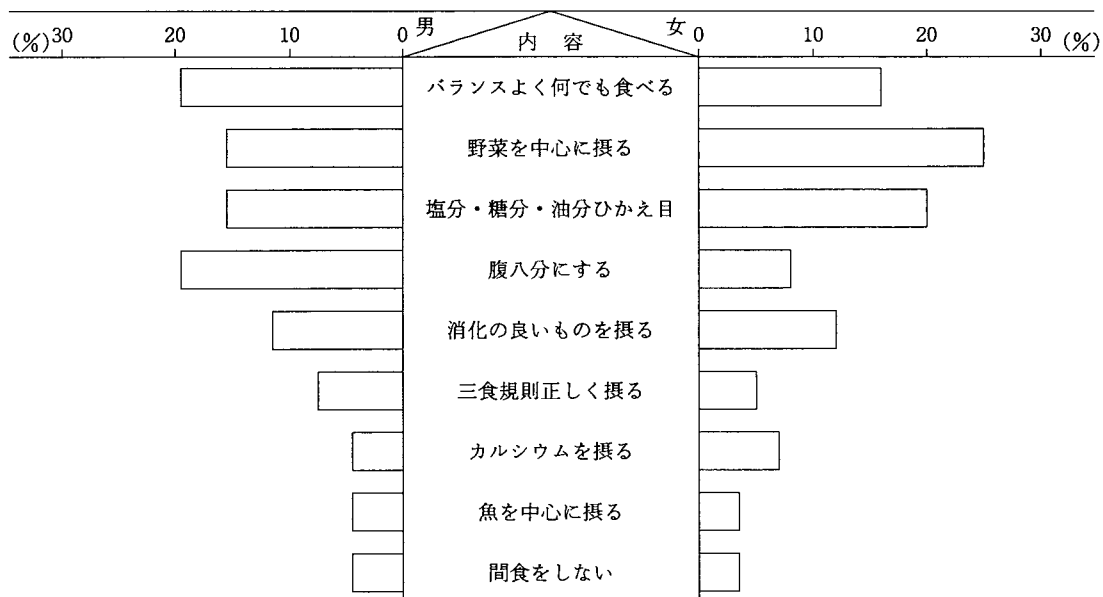 男 女
(%) 30 20 10 0 内 容 0 10 20 30 (%)
バランスよく何でも食べる
野菜を中心に摂る
塩分・糖分・油分ひかえ目
腹八分にする
消化の良いものを摂る
三食規則正しく摂る
カルシウムを摂る
魚を中心に摂る
間食をしない